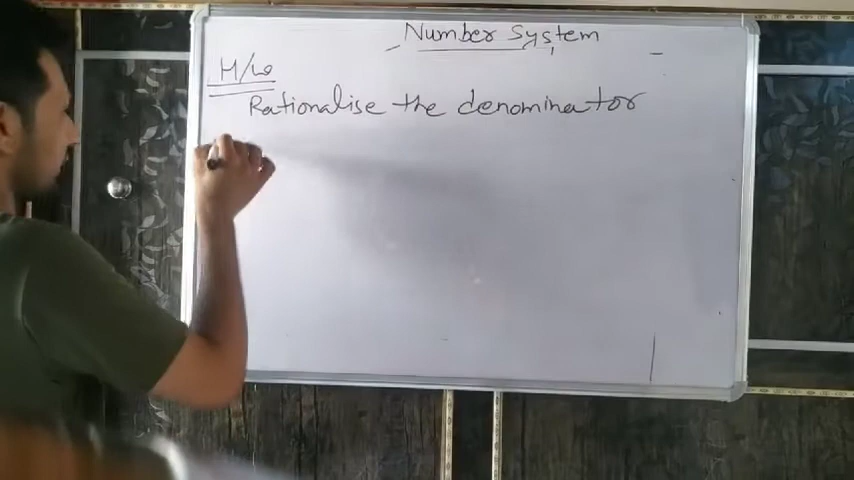 Number System
H/W
Rationalise the denominator